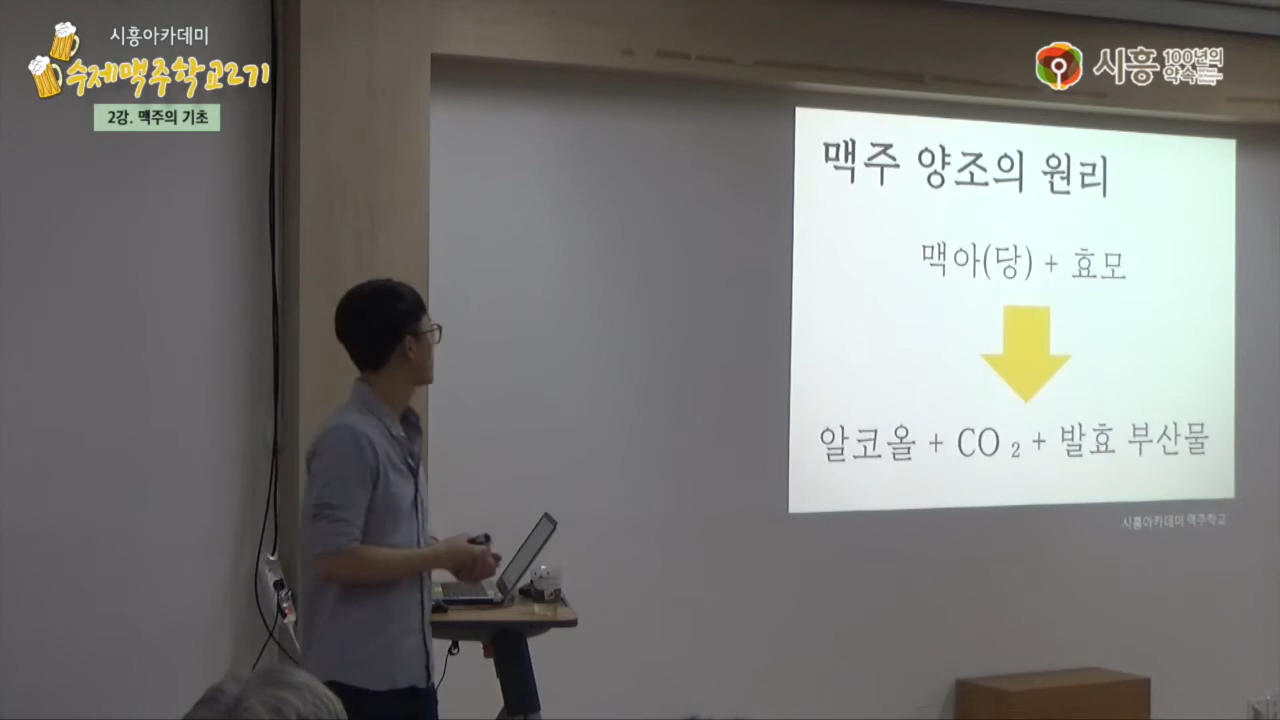 시흥아카데미
수제맥주학교2기
2강. 맥주의 기초
시흥 100년의 약속
맥주 양조의 원리
맥아(당) + 효모
알코올 + CO 2 + 발효 부산물
시흥아카데미 맥주학교